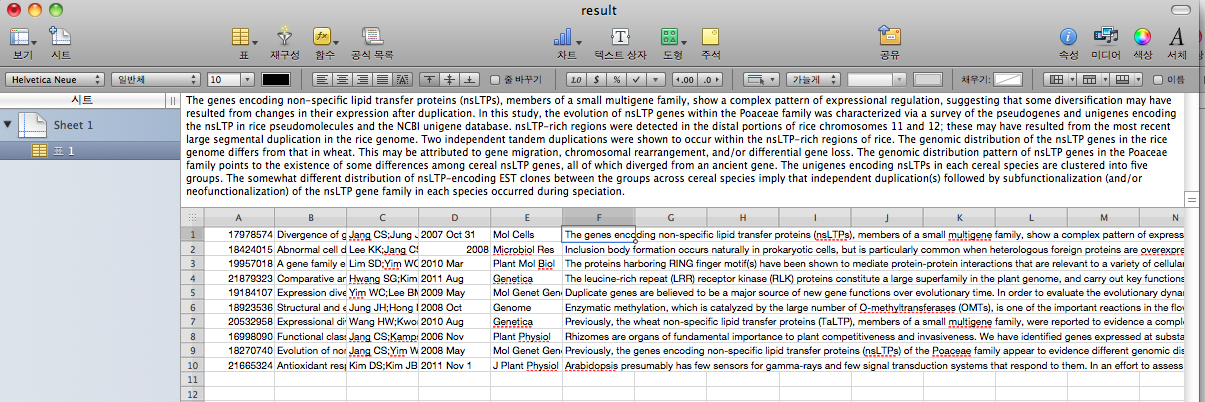 result
보기 시트 표 재구성 함수 공식 목록 차트 텍스트 상자 도형 주석 공유 속성 미디어 색상 서체
Helvetica Neue 일반체 10 줄 바꾸기 1.0 $ % ✓ .00 .0 가늘게 채우기: 이름
시트
Sheet 1
표 1
The genes encoding non-specific lipid transfer proteins (nsLTPs), members of a small multigene family, show a complex pattern of expressional regulation, suggesting that some diversification may have
resulted from changes in their expression after duplication. In this study, the evolution of nsLTP genes within the Poaceae family was characterized via a survey of the pseudogenes and unigenes encoding
the nsLTP in rice pseudomolecules and the NCBI unigene database. nsLTP-rich regions were detected in the distal portions of rice chromosomes 11 and 12; these may have resulted from the most recent
large segmental duplication in the rice genome. Two independent tandem duplications were shown to occur within the nsLTP-rich regions of rice. The genomic distribution of the nsLTP genes in the rice
genome differs from that in wheat. This may be attributed to gene migration, chromosomal rearrangement, and/or differential gene loss. The genomic distribution pattern of nsLTP genes in the Poaceae
family points to the existence of some differences among cereal nsLTP genes, all of which diverged from an ancient gene. The unigenes encoding nsLTPs in each cereal species are clustered into five
groups. The somewhat different distribution of nsLTP-encoding EST clones between the groups across cereal species imply that independent duplication(s) followed by subfunctionalization (and/or
neofunctionalization) of the nsLTP gene family in each species occurred during speciation.
A B C D E F G H I J K L M N
1 17978574 Divergence of g Jang CS;Jung J 2007 Oct 31 Mol Cells The genes encoding non-specific lipid transfer proteins (nsLTPs), members of a small multigene family, show a complex pattern of express
2 18424015 Abnormal cell d Lee KK;Jang CS 2008 Microbiol Res Inclusion body formation occurs naturally in prokaryotic cells, but is particularly common when heterologous foreign proteins are overexpre
3 19957018 A gene family e Lim SD;Yim WC 2010 Mar Plant Mol Biol The proteins harboring RING finger motif(s) have been shown to mediate protein-protein interactions that are relevant to a variety of cellular
4 21879323 Comparative an Hwang SG;Kim 2011 Aug Genetica The leucine-rich repeat (LRR) receptor kinase (RLK) proteins constitute a large superfamily in the plant genome, and carry out key functions
5 19184107 Expression dive Yim WC;Lee BM 2009 May Mol Genet Gen Duplicate genes are believed to be a major source of new gene functions over evolutionary time. In order to evaluate the evolutionary dynam
6 18923536 Structural and e Jung JH;Hong 2008 Oct Genome Enzymatic methylation, which is catalyzed by the large number of O-methyltransferases (OMTs), is one of the important reactions in the flow
7 20532958 Expressional di Wang HW;Kwo 2010 Aug Genetica Previously, the wheat non-specific lipid transfer proteins (TaLTP), members of a small multigene family, were reported to evidence a compl
8 16998090 Functional class Jang CS;Kamps 2006 Nov Plant Physiol Rhizomes are organs of fundamental importance to plant competitiveness and invasiveness. We have identified genes expressed at substa
9 18270740 Evolution of non Jang CS;Yim W 2008 May Mol Genet Gen Previously, the genes encoding non-specific lipid transfer proteins (nsLTPs) of the Poaceae family appear to evidence different genomic dis
10 21665324 Antioxidant resp Kim DS;Kim JB 2011 Nov 1 J Plant Physiol Arabidopsis presumably has few sensors for gamma-rays and few signal transduction systems that respond to them. In an effort to assess
11
12